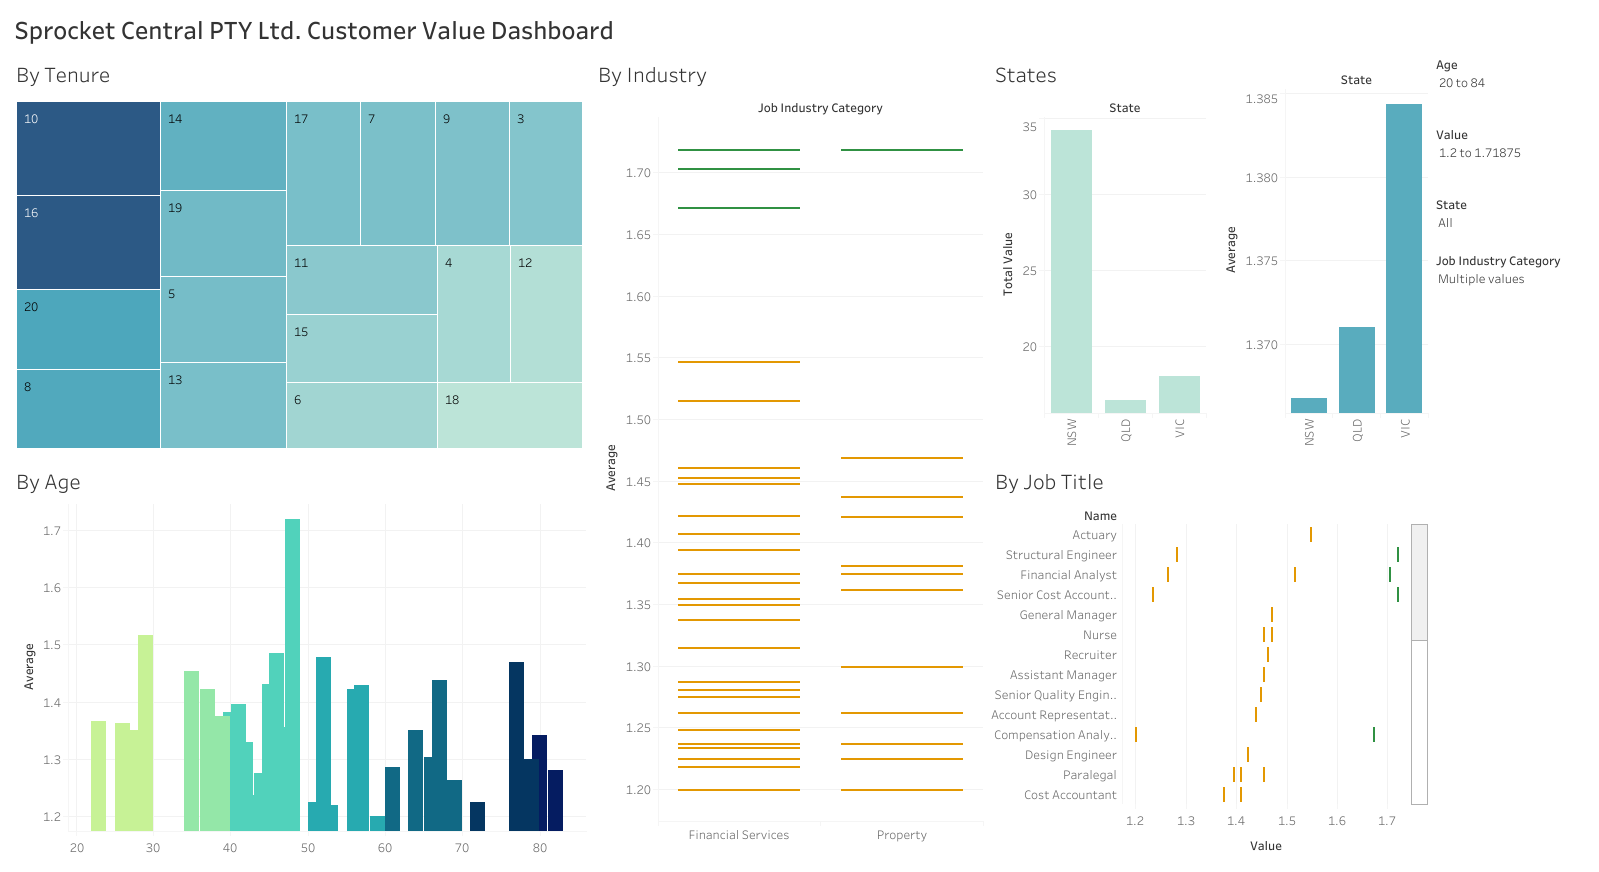 Sprocket Central PTY Ltd. Customer Value Dashboard
By Tenure
10
14
17
7
9
3
16
19
11
4
12
20
5
15
8
13
6
18
By Industry
Job Industry Category
1.70
1.65
1.60
1.55
1.50
1.45
1.40
1.35
1.30
1.25
1.20
Average
Financial Services
Property
States
State
35
30
25
20
Total Value
NSW
QLD
VIC
State
1.385
1.380
1.375
1.370
Average
NSW
QLD
VIC
Age
20 to 84
Value
1.2 to 1.71875
State
All
Job Industry Category
Multiple values
By Age
1.7
1.6
1.5
1.4
1.3
1.2
Average
20
30
40
50
60
70
80
By Job Title
Name
Actuary
Structural Engineer
Financial Analyst
Senior Cost Account..
General Manager
Nurse
Recruiter
Assistant Manager
Senior Quality Engin..
Account Representat..
Compensation Analy..
Design Engineer
Paralegal
Cost Accountant
1.2
1.3
1.4
1.5
1.6
1.7
Value